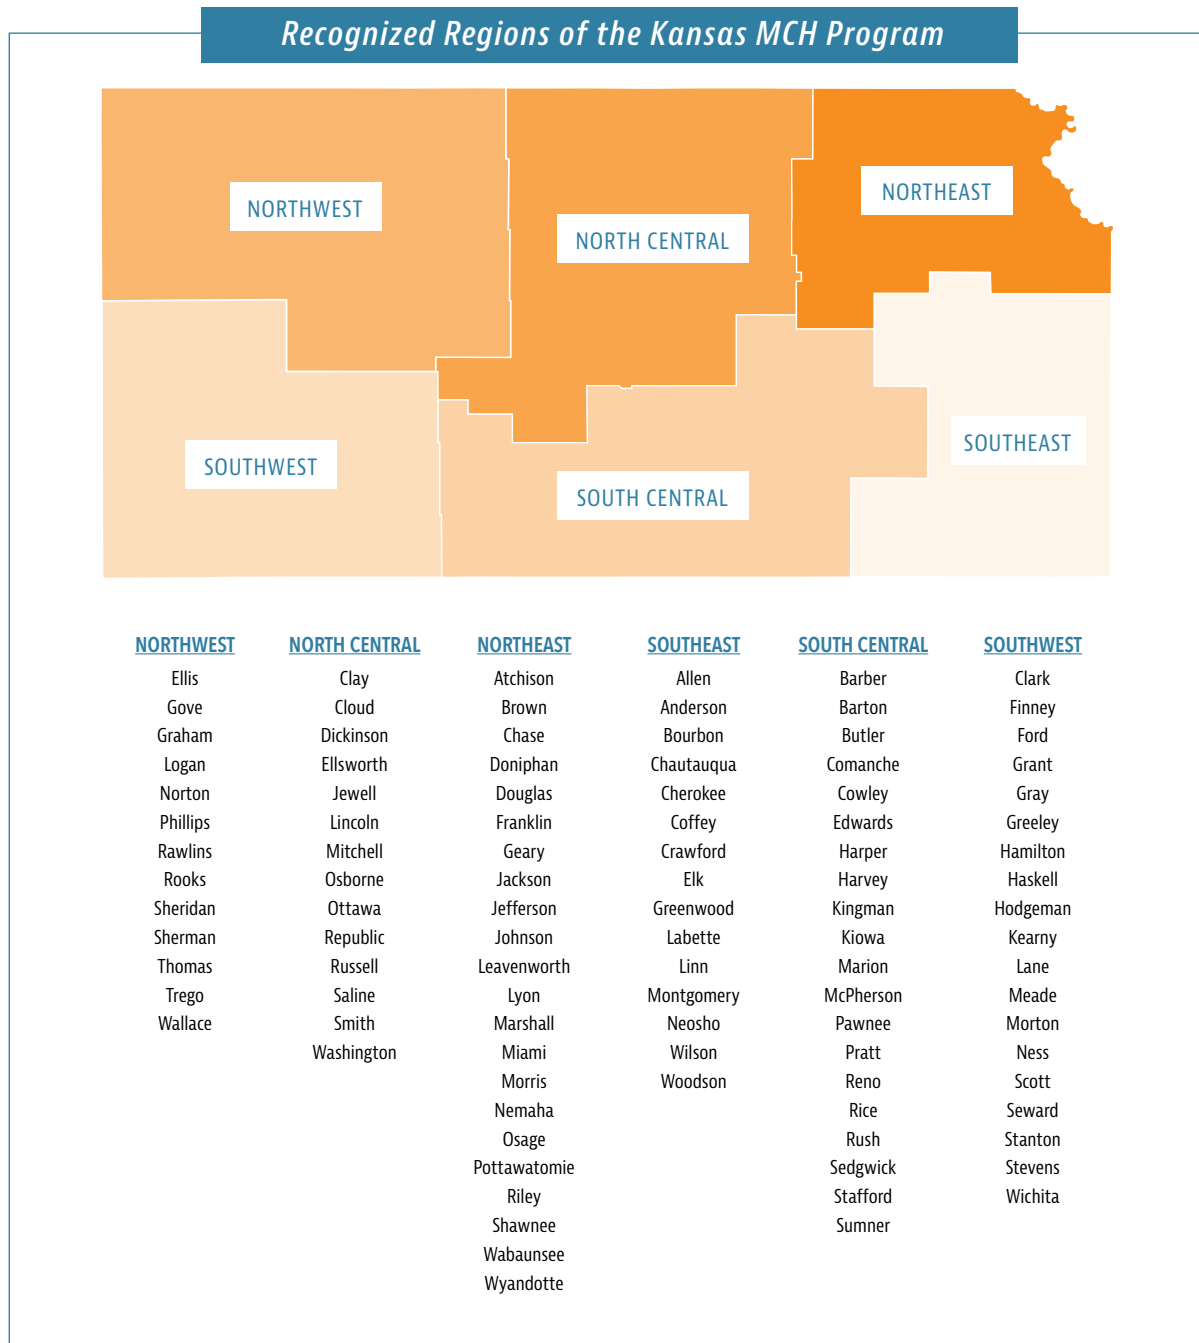 Recognized Regions of the Kansas MCH Program
NORTHWEST
NORTH CENTRAL
NORTHEAST
SOUTHWEST
SOUTH CENTRAL
SOUTHEAST
NORTHWEST
Ellis
Gove
Graham
Logan
Norton
Phillips
Rawlins
Rooks
Sheridan
Sherman
Thomas
Trego
Wallace
NORTH CENTRAL
Clay
Cloud
Dickinson
Ellsworth
Jewell
Lincoln
Mitchell
Osborne
Ottawa
Republic
Russell
Saline
Smith
Washington
NORTHEAST
Atchison
Brown
Chase
Doniphan
Douglas
Franklin
Geary
Jackson
Jefferson
Johnson
Leavenworth
Lyon
Marshall
Miami
Morris
Nemaha
Osage
Pottawatomie
Riley
Shawnee
Wabaunsee
Wyandotte
SOUTHEAST
Allen
Anderson
Bourbon
Chautauqua
Cherokee
Coffey
Crawford
Elk
Greenwood
Labette
Linn
Montgomery
Neosho
Wilson
Woodson
SOUTH CENTRAL
Barber
Barton
Butler
Comanche
Cowley
Edwards
Harper
Harvey
Kingman
Kiowa
Marion
McPherson
Pawnee
Pratt
Reno
Rice
Rush
Sedgwick
Stafford
Sumner
SOUTHWEST
Clark
Finney
Ford
Grant
Gray
Greeley
Hamilton
Haskell
Hodgeman
Kearny
Lane
Meade
Morton
Ness
Scott
Seward
Stanton
Stevens
Wichita